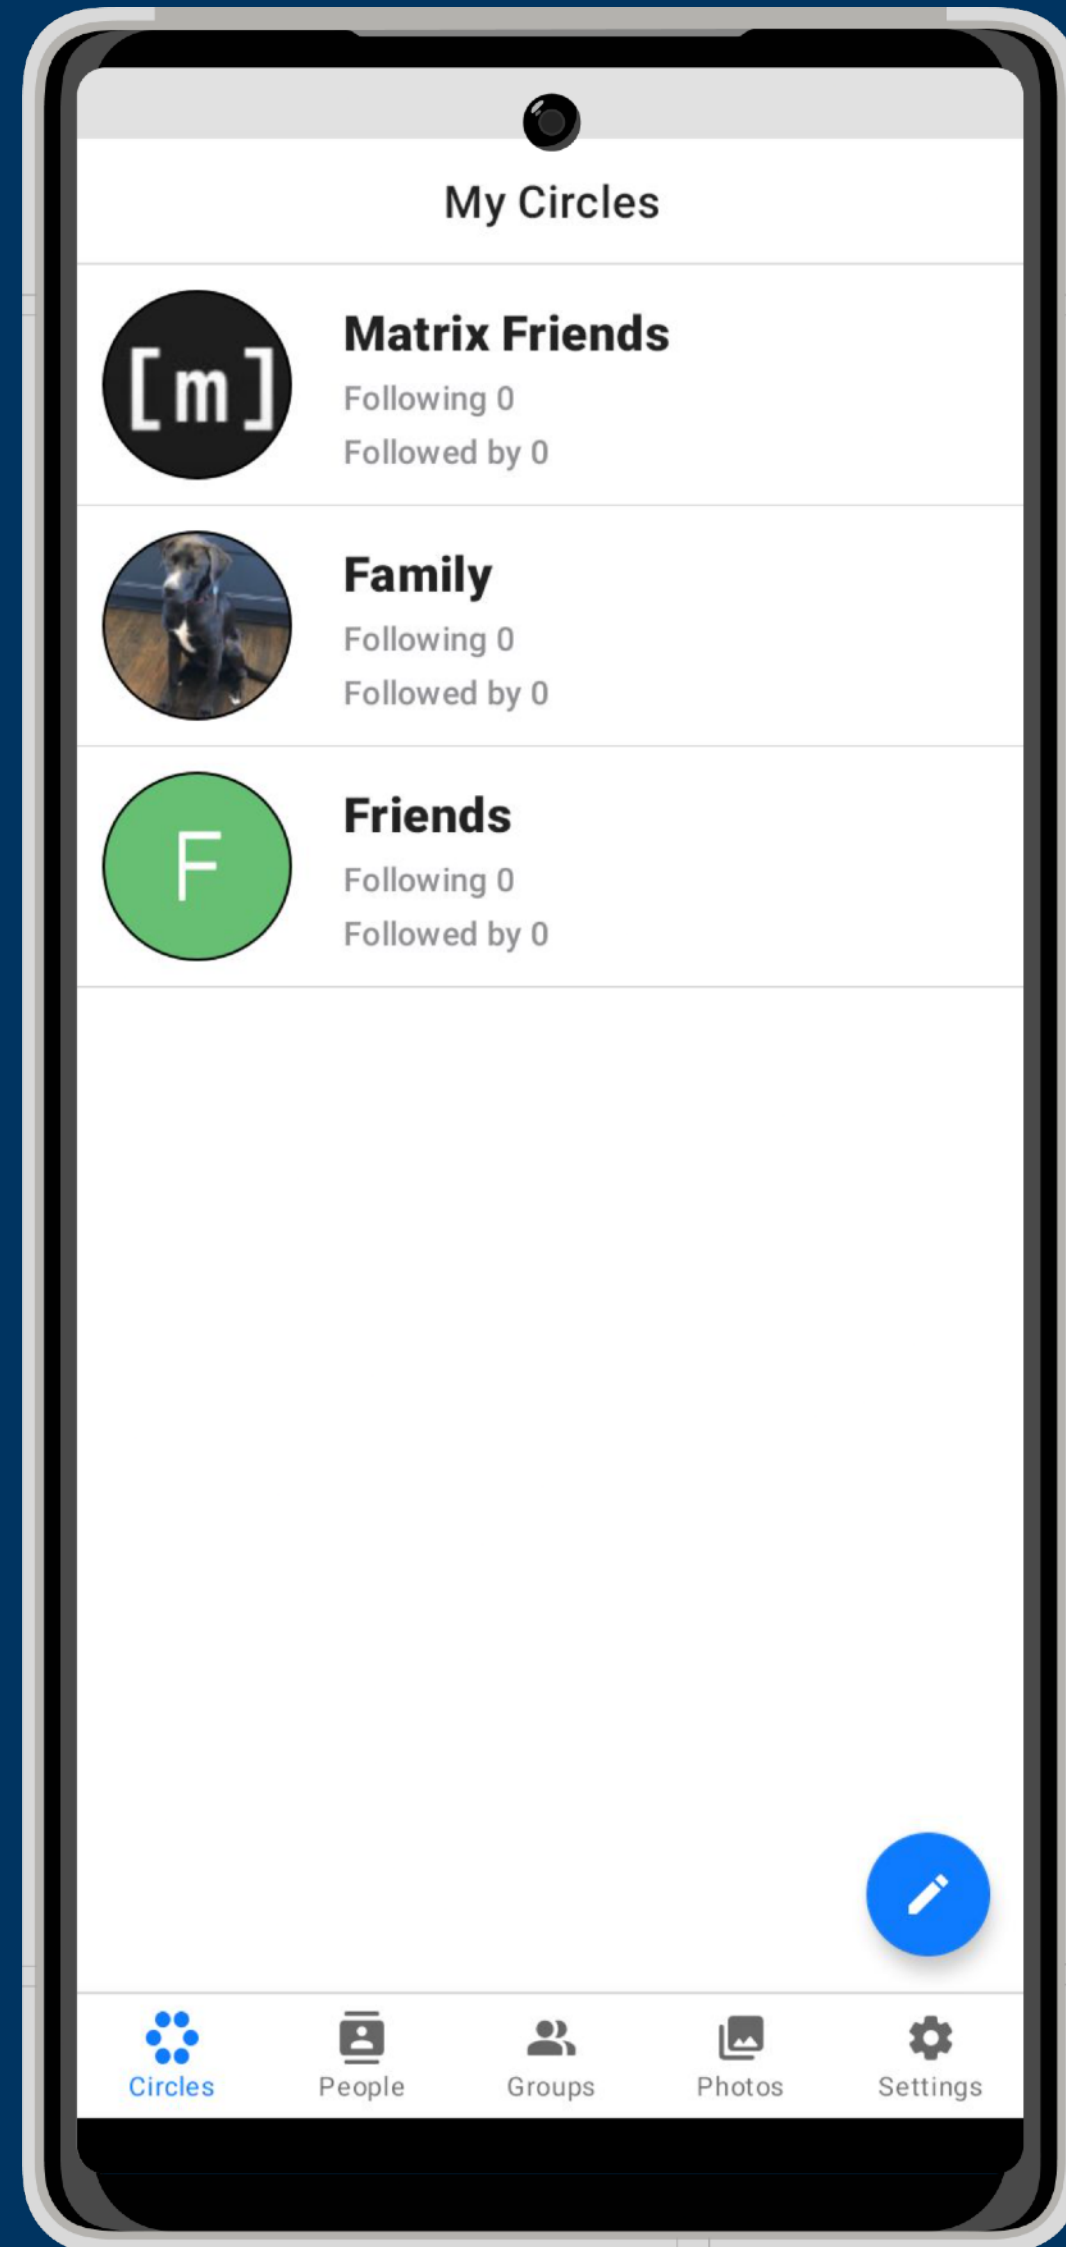 My Circles
[m]
Matrix Friends
Following 0
Followed by 0
Family
Following 0
Followed by 0
F
Friends
Following 0
Followed by 0
Circles People Groups Photos Settings